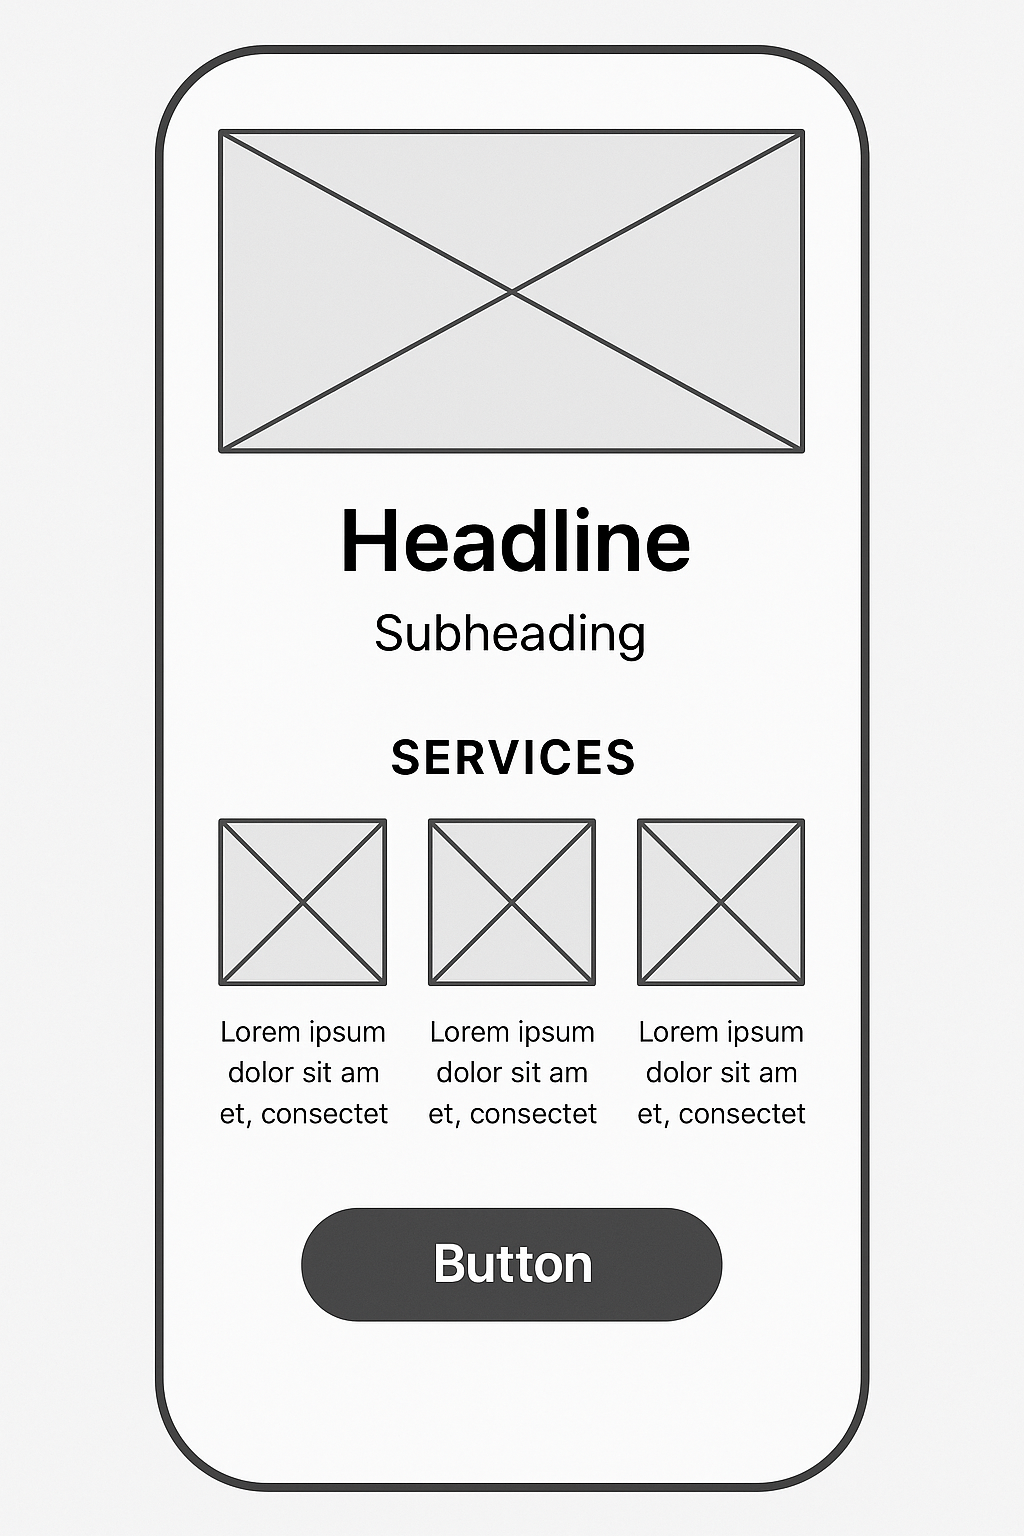 Headline
Subheading
SERVICES
Lorem ipsum
dolor sit am
et, consectet
Lorem ipsum
dolor sit am
et, consectet
Lorem ipsum
dolor sit am
et, consectet
Button